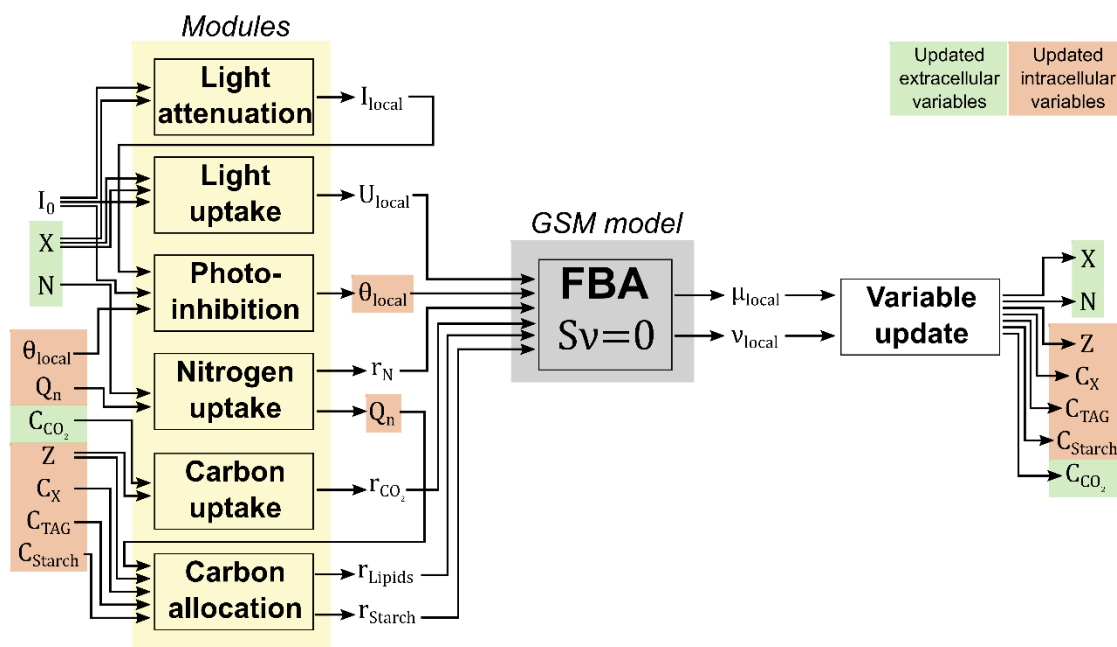 Modules
Updated
extracellular
variables
Updated
intracellular
variables
Light
attenuation
I_local
Light
uptake
U_local
I₀
X
N
Photo-
inhibition
θ_local
GSM model
FBA
Sν=0
μ_local
ν_local
Variable
update
X
N
Z
C_X
C_TAG
C_Starch
C_CO₂
θ_local
Q_n
C_CO₂
Z
C_X
C_TAG
C_Starch
Nitrogen
uptake
r_N
Q_n
Carbon
uptake
r_CO₂
Carbon
allocation
r_Lipids
r_Starch